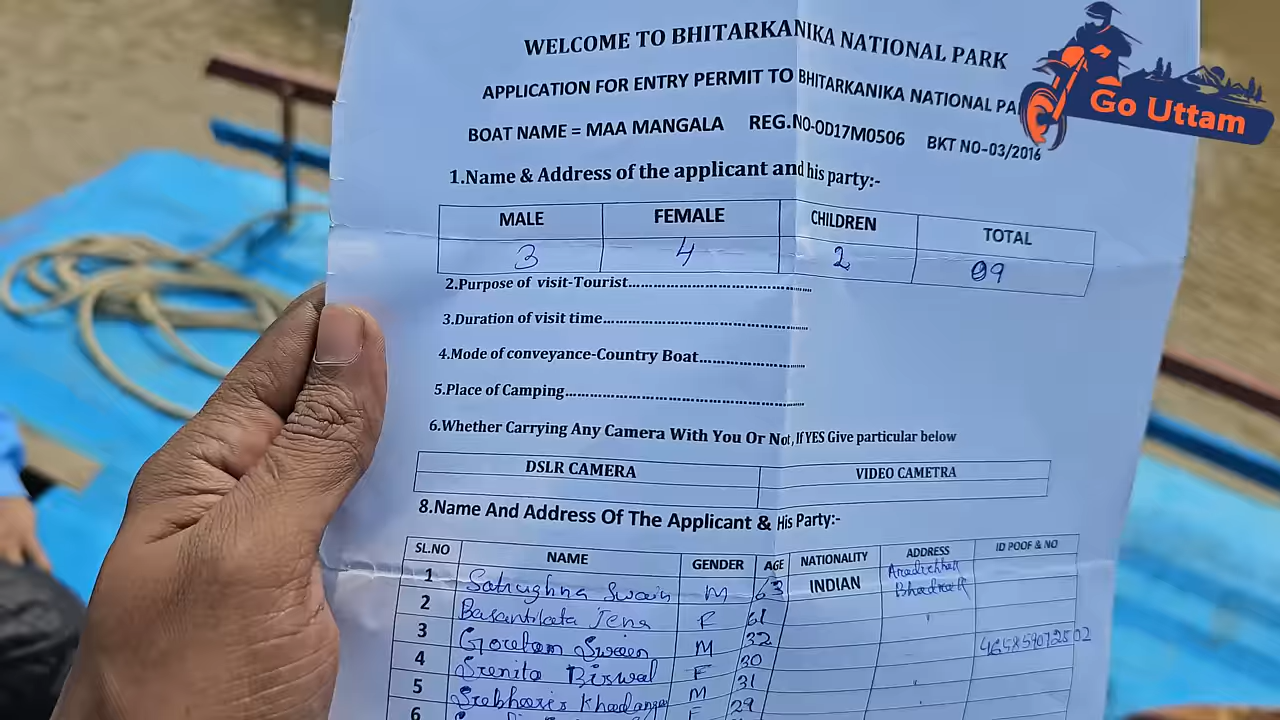 WELCOME TO BHITARKANIKA NATIONAL PARK
Go Uttam
APPLICATION FOR ENTRY PERMIT TO BHITARKANIKA NATIONAL PA
BOAT NAME = MAA MANGALA REG.NO-OD17M0506 BKT NO-03/2016
1.Name & Address of the applicant and his party:-
MALE FEMALE CHILDREN TOTAL
3 4 2 09
2.Purpose of visit-Tourist
3.Duration of visit time
4.Mode of conveyance-Country Boat
5.Place of Camping
6.Whether Carrying Any Camera With You Or Not, If YES Give particular below
DSLR CAMERA VIDEO CAMETRA
8.Name And Address Of The Applicant & His Party:-
SL.NO NAME GENDER AGE NATIONALITY ADDRESS ID POOF & NO
1 Satrughna Swain M 63 INDIAN Bhadrak
2 Basantilata Jena F 61
3 Goutam Swain M 32
4 Biswal F 30
5 M 31
6 F 29